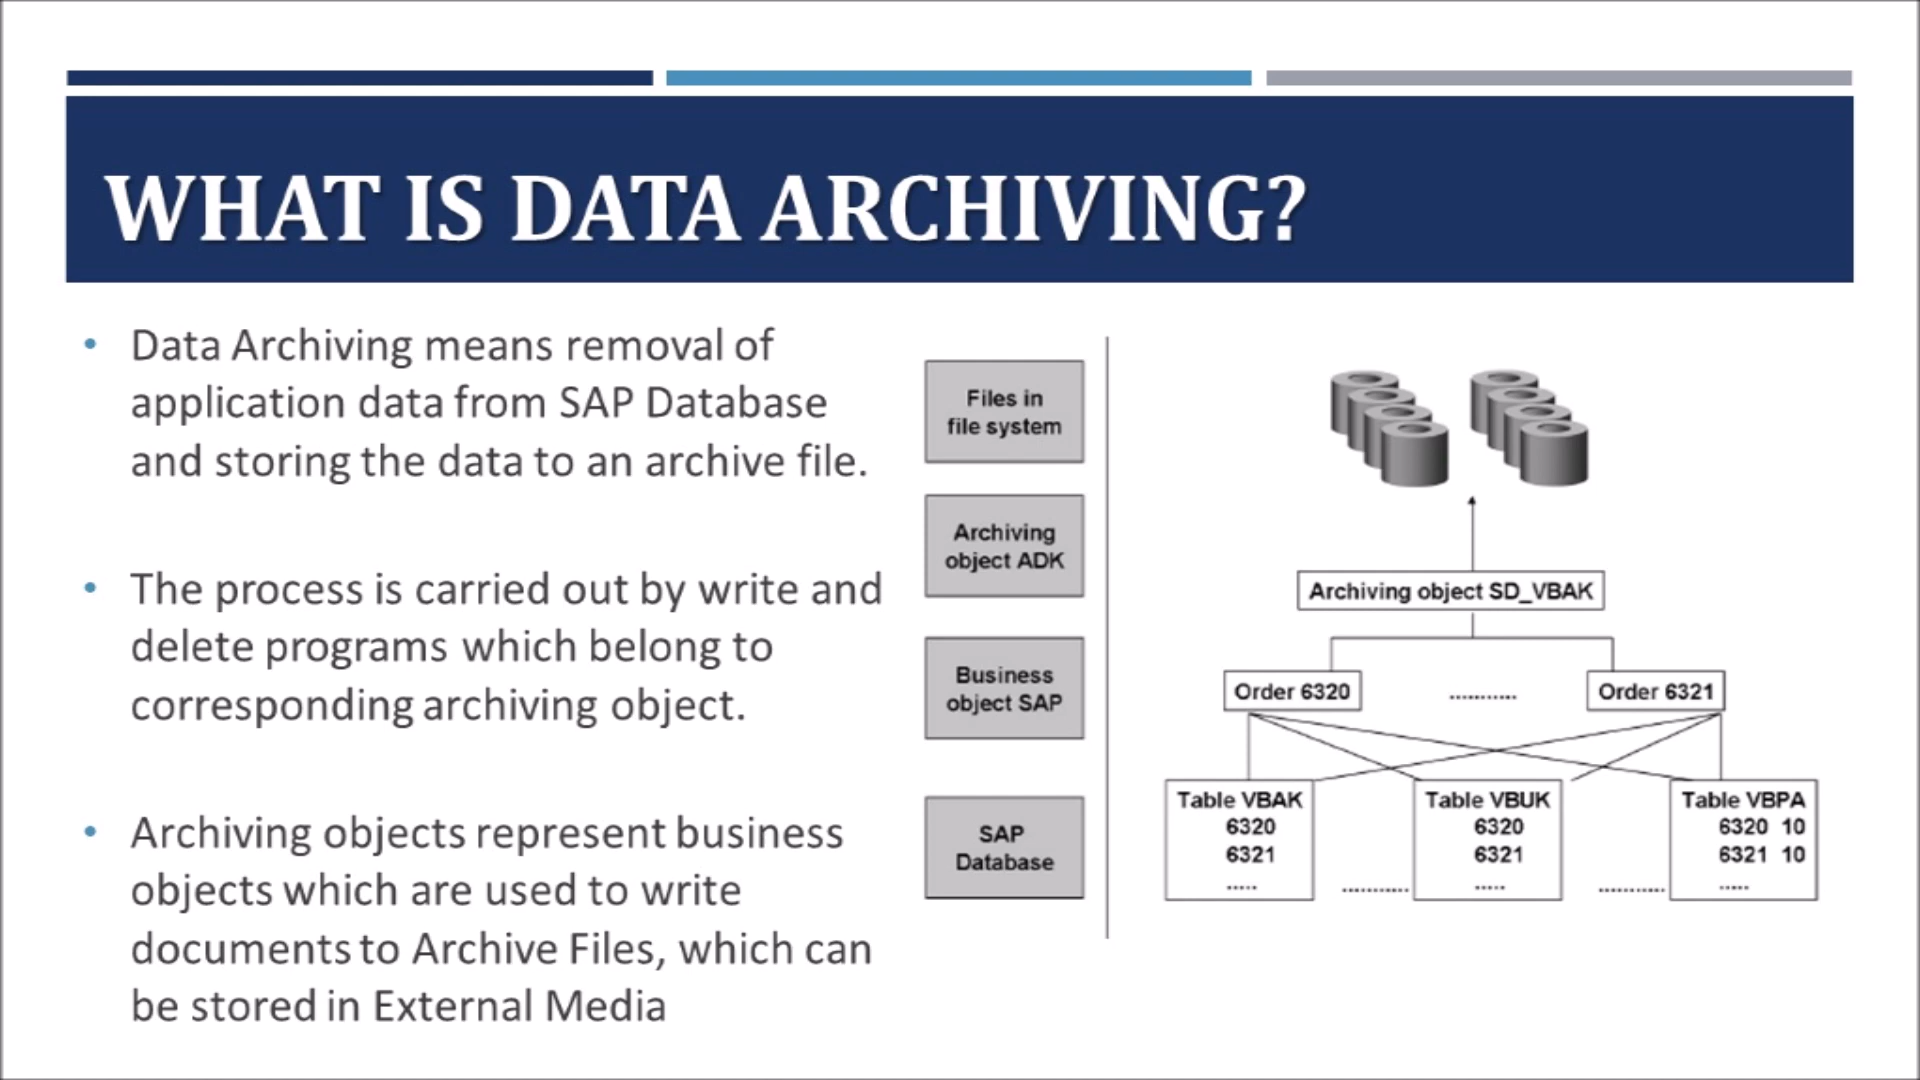 WHAT IS DATA ARCHIVING?
• Data Archiving means removal of
application data from SAP Database
and storing the data to an archive file.
• The process is carried out by write and
delete programs which belong to
corresponding archiving object.
• Archiving objects represent business
objects which are used to write
documents to Archive Files, which can
be stored in External Media
Files in
file system
Archiving
object ADK
Business
object SAP
SAP
Database
Archiving object SD_VBAK
Order 6320
...........
Order 6321
Table VBAK
6320
6321
.....
...........
Table VBUK
6320
6321
.....
...........
Table VBPA
6320 10
6321 10
.....